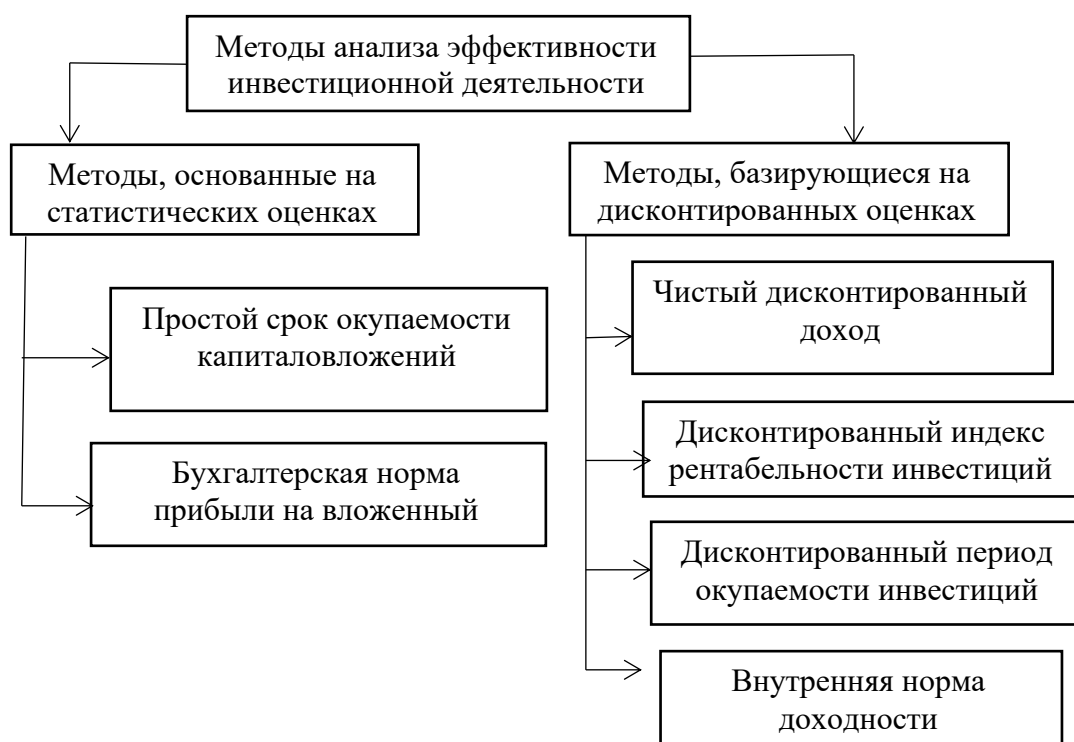 Методы анализа эффективности
инвестиционной деятельности
Методы, основанные на
статистических оценках
Простой срок окупаемости
капиталовложений
Бухгалтерская норма
прибыли на вложенный
Методы, базирующиеся на
дисконтированных оценках
Чистый дисконтированный
доход
Дисконтированный индекс
рентабельности инвестиций
Дисконтированный период
окупаемости инвестиций
Внутренняя норма
доходности